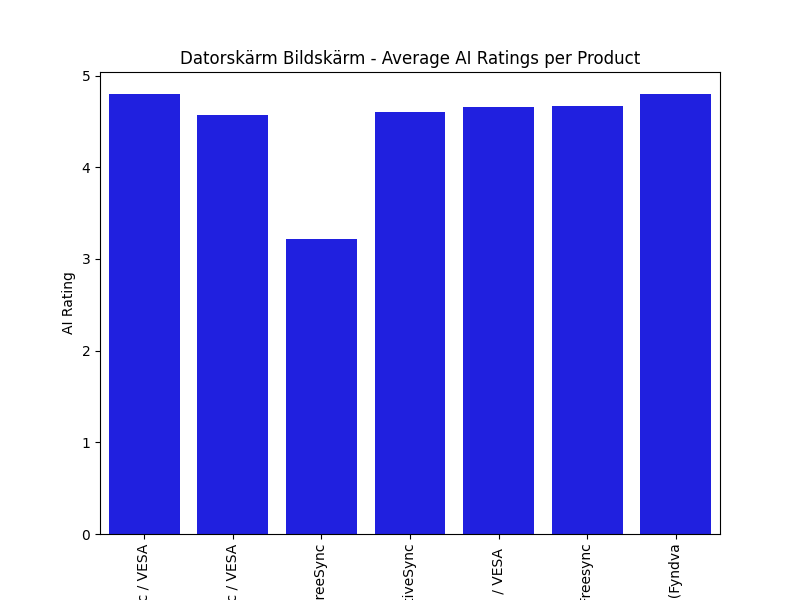 Datorskärm Bildskärm - Average AI Ratings per Product
5
4
3
2
1
0
AI Rating
/ VESA
/ VESA
reeSync
iveSync
/ VESA
reesync
(Fyndva